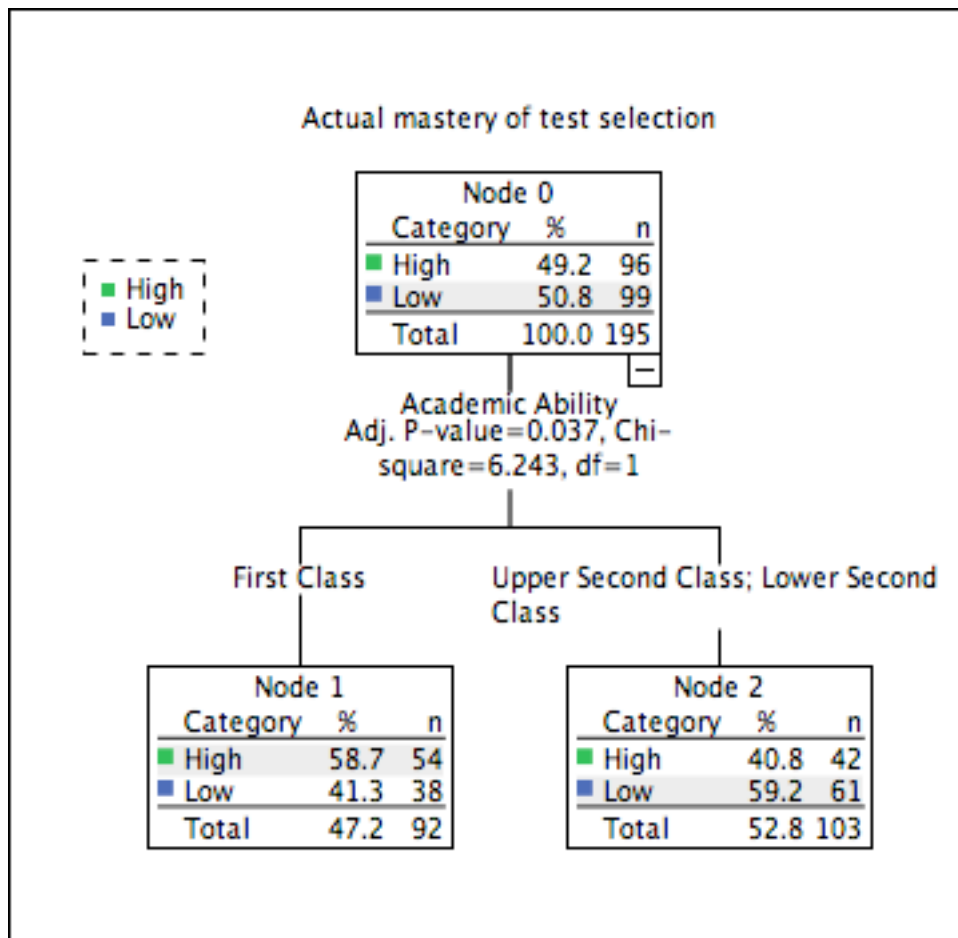 Actual mastery of test selection
High
Low
Node 0
Category % n
High 49.2 96
Low 50.8 99
Total 100.0 195
Academic Ability
Adj. P-value=0.037, Chi-
square=6.243, df=1
First Class
Upper Second Class; Lower Second
Class
Node 1
Category % n
High 58.7 54
Low 41.3 38
Total 47.2 92
Node 2
Category % n
High 40.8 42
Low 59.2 61
Total 52.8 103